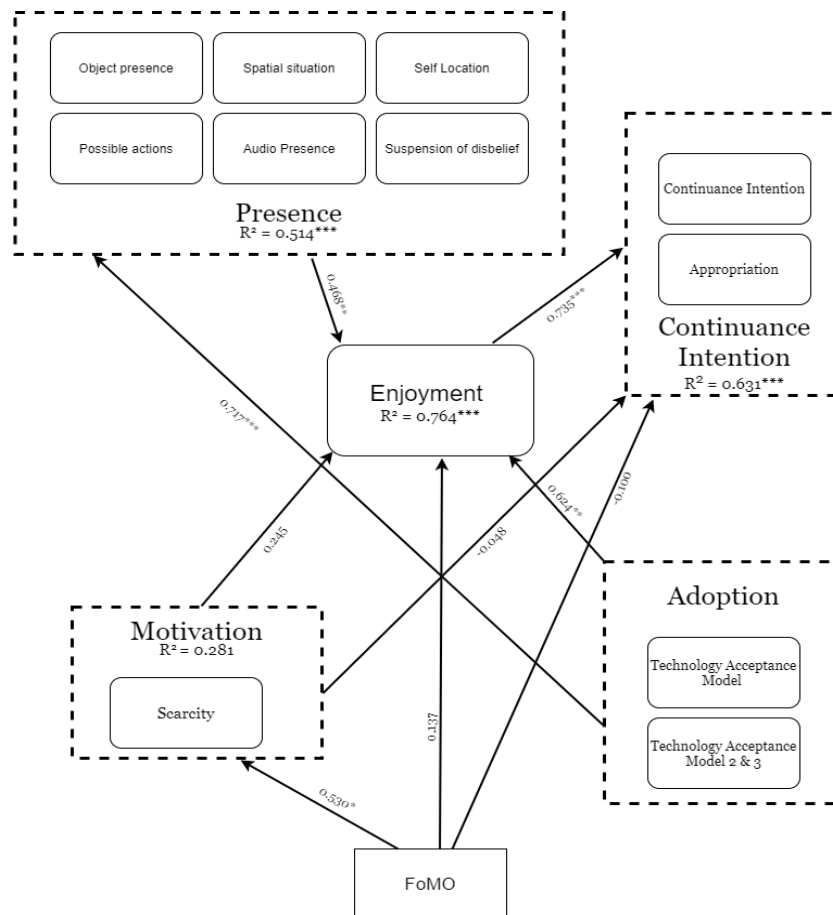 Object presence
Spatial situation
Self Location
Possible actions
Audio Presence
Suspension of disbelief
Presence
R² = 0.514***
Continuance Intention
Appropriation
Continuance
Intention
R² = 0.631***
0.468**
0.735***
Enjoyment
R² = 0.764***
0.717***
0.245
-0.048
0.624**
-0.100
Motivation
R² = 0.281
Scarcity
Adoption
Technology Acceptance
Model
Technology Acceptance
Model 2 & 3
0.137
0.530*
FoMO